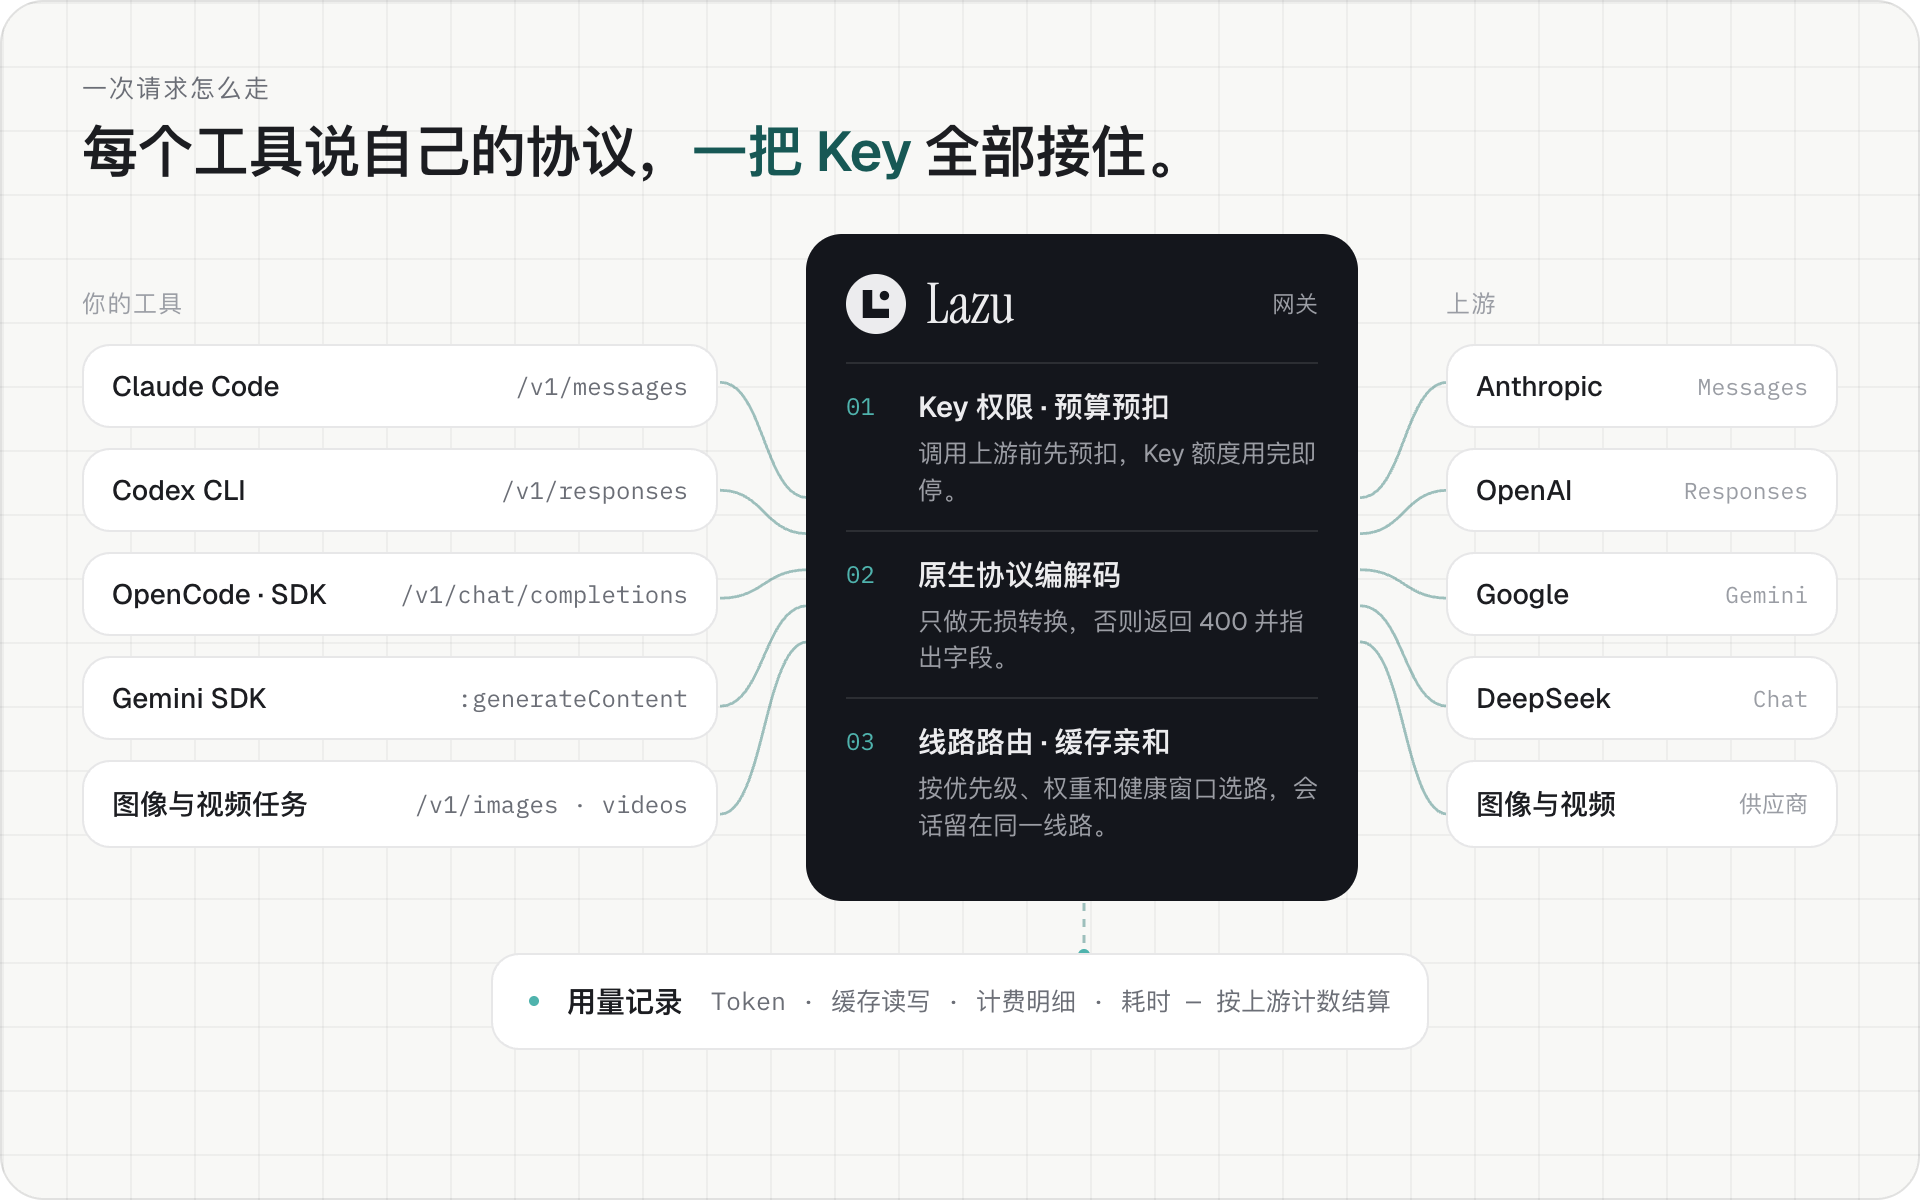 一次请求怎么走
每个工具说自己的协议，一把 Key 全部接住。
你的工具
Claude Code /v1/messages
Codex CLI /v1/responses
OpenCode · SDK /v1/chat/completions
Gemini SDK :generateContent
图像与视频任务 /v1/images · videos
Lazu 网关
01 Key 权限 · 预算预扣
调用上游前先预扣，Key 额度用完即
停。
02 原生协议编解码
只做无损转换，否则返回 400 并指
出字段。
03 线路路由 · 缓存亲和
按优先级、权重和健康窗口选路，会
话留在同一线路。
上游
Anthropic Messages
OpenAI Responses
Google Gemini
DeepSeek Chat
图像与视频 供应商
用量记录 Token · 缓存读写 · 计费明细 · 耗时 — 按上游计数结算